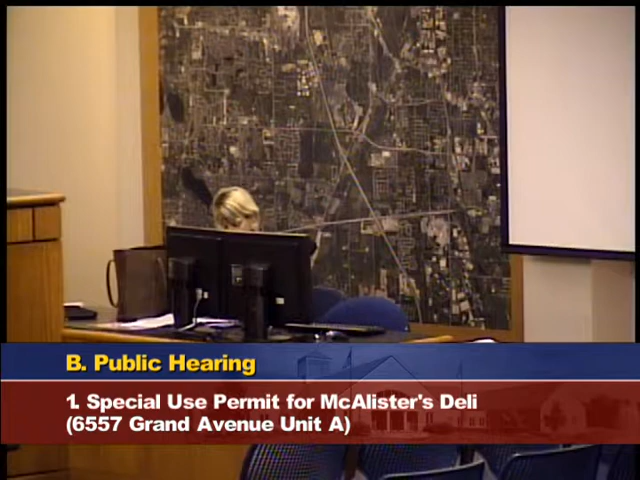 B. Public Hearing
1. Special Use Permit for McAlister's Deli
(6557 Grand Avenue Unit A)